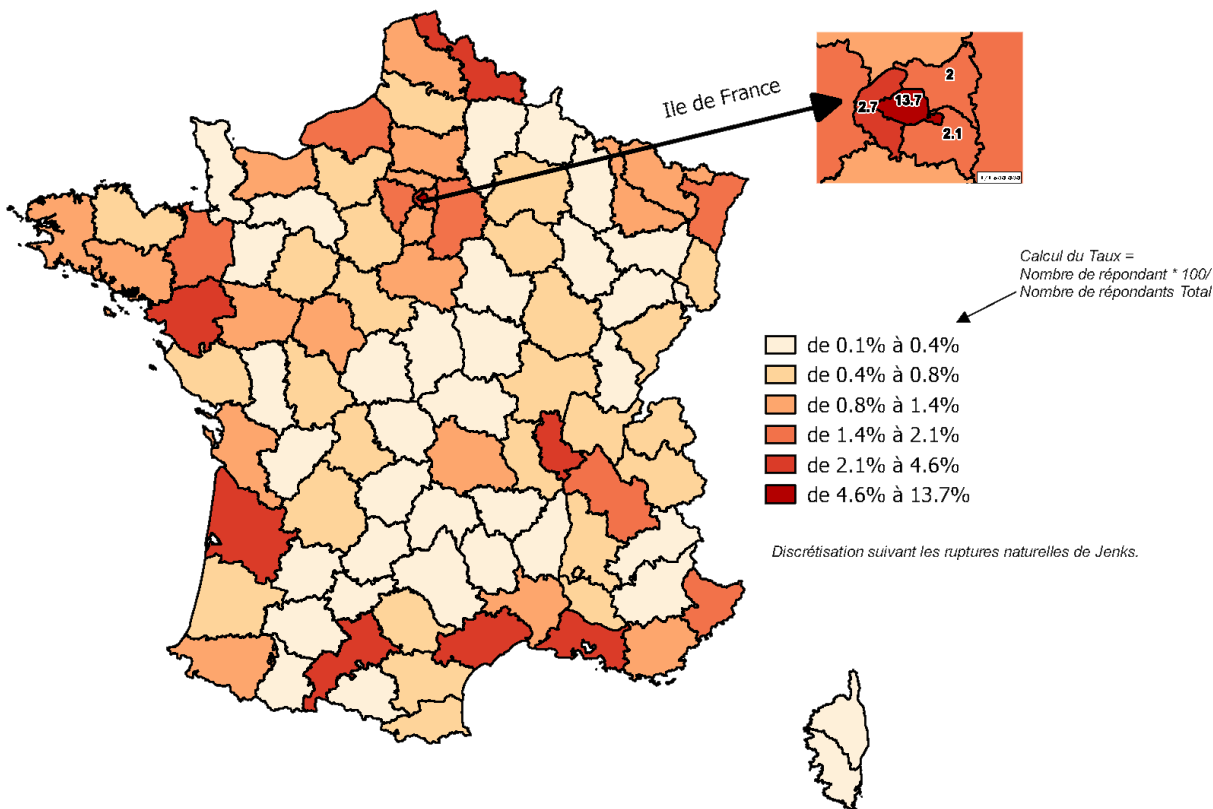 Ile de France
2
13.7
2.7
2.1
Calcul du Taux =
Nombre de répondant * 100/
Nombre de répondants Total
de 0.1% à 0.4%
de 0.4% à 0.8%
de 0.8% à 1.4%
de 1.4% à 2.1%
de 2.1% à 4.6%
de 4.6% à 13.7%
Discrétisation suivant les ruptures naturelles de Jenks.